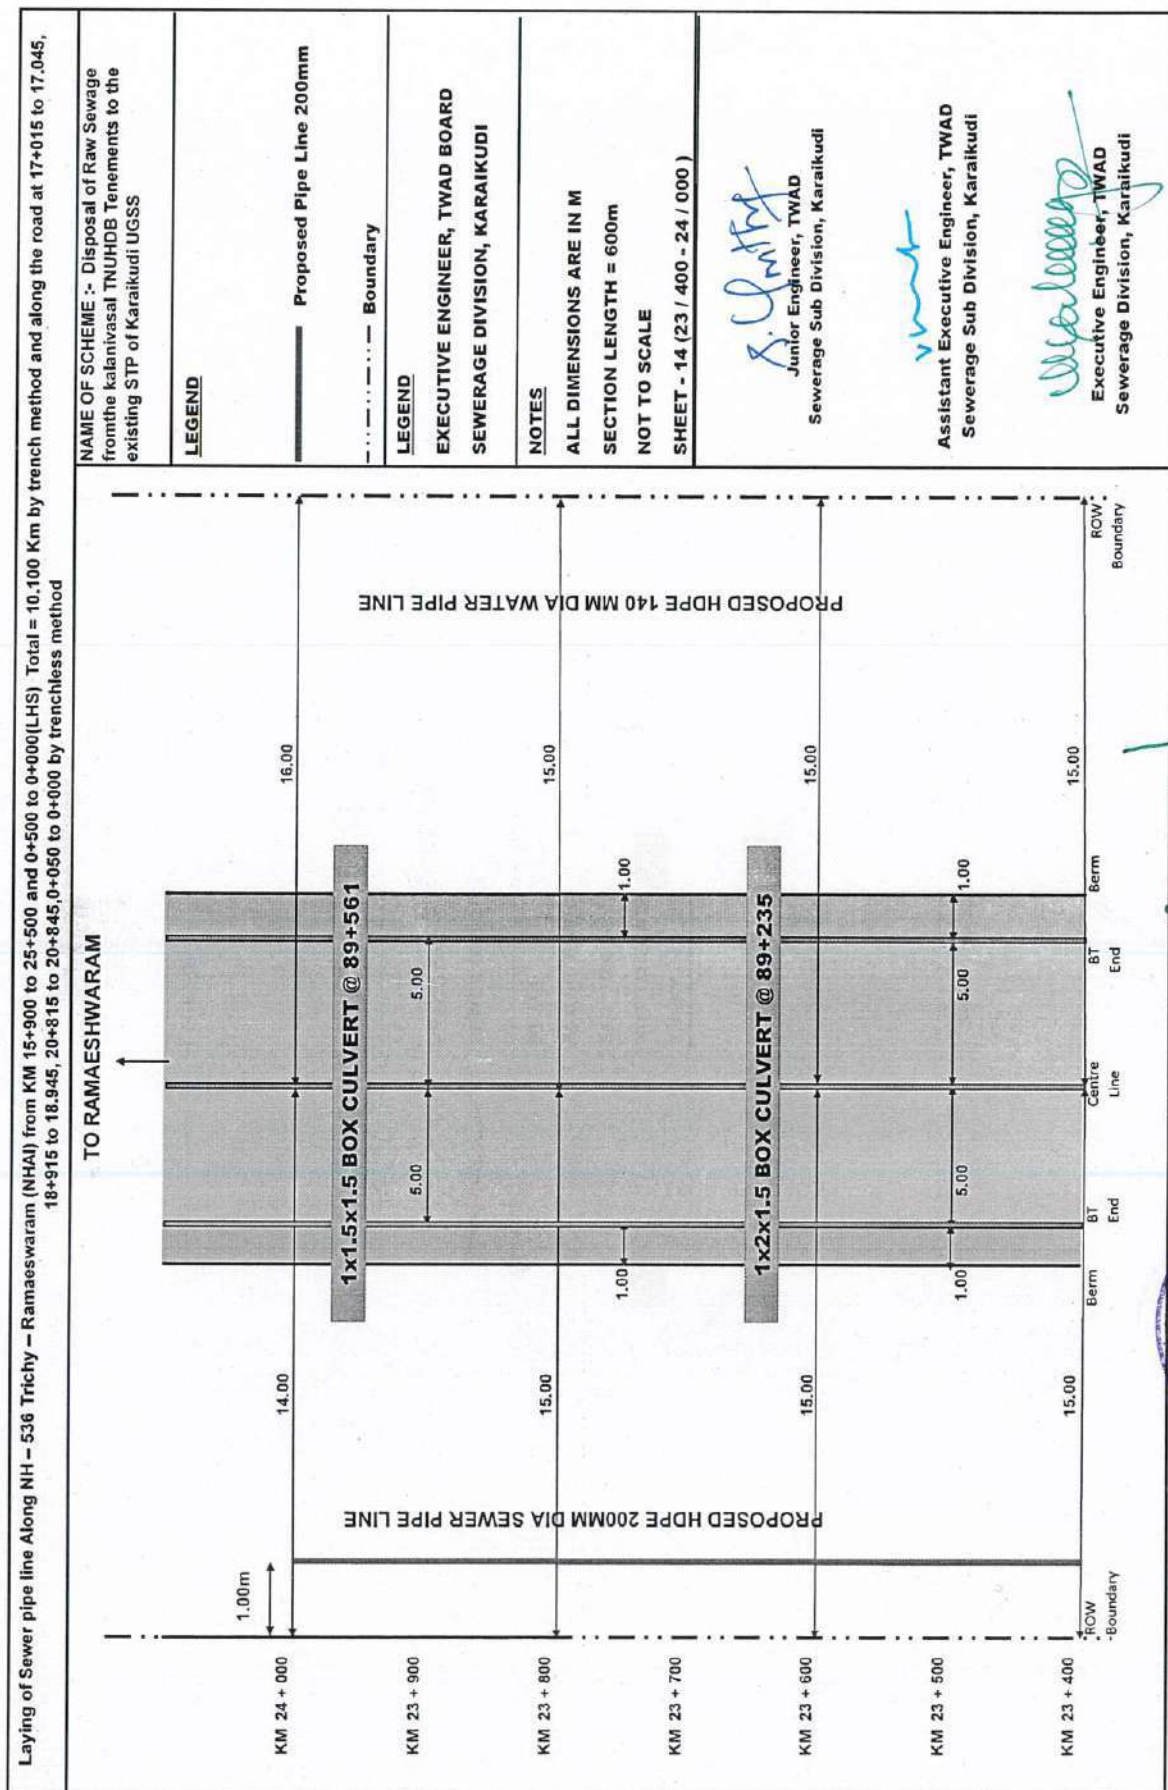 Laying of Sewer pipe line Along NH – 536 Trichy – Ramaeswaram (NHAI) from KM 15+900 to 25+500 and 0+500 to 0+000(LHS) Total = 10.100 Km by trench method and along the road at 17+015 to 17.045,
18+915 to 18.945, 20+815 to 20+845,0+050 to 0+000 by trenchless method
TO RAMAESHWARAM
KM 24 + 000
KM 23 + 900
KM 23 + 800
KM 23 + 700
KM 23 + 600
KM 23 + 500
KM 23 + 400
1.00m
14.00
16.00
1x1.5x1.5 BOX CULVERT @ 89+561
5.00
5.00
15.00
15.00
1.00
1.00
1x2x1.5 BOX CULVERT @ 89+235
15.00
15.00
1.00
5.00
5.00
1.00
15.00
15.00
PROPOSED HDPE 200MM DIA SEWER PIPE LINE
PROPOSED HDPE 140 MM DIA WATER PIPE LINE
ROW
Boundary
Berm
BT
End
Centre
Line
BT
End
Berm
ROW
Boundary
NAME OF SCHEME :- Disposal of Raw Sewage
fromthe kalanivasal TNUHDB Tenements to the
existing STP of Karaikudi UGSS
LEGEND
Proposed Pipe Line 200mm
Boundary
LEGEND
EXECUTIVE ENGINEER, TWAD BOARD
SEWERAGE DIVISION, KARAIKUDI
NOTES
ALL DIMENSIONS ARE IN M
SECTION LENGTH = 600m
NOT TO SCALE
SHEET - 14 (23 / 400 - 24 / 000 )
Junior Engineer, TWAD
Sewerage Sub Division, Karaikudi
Assistant Executive Engineer, TWAD
Sewerage Sub Division, Karaikudi
Executive Engineer, TWAD
Sewerage Division, Karaikudi